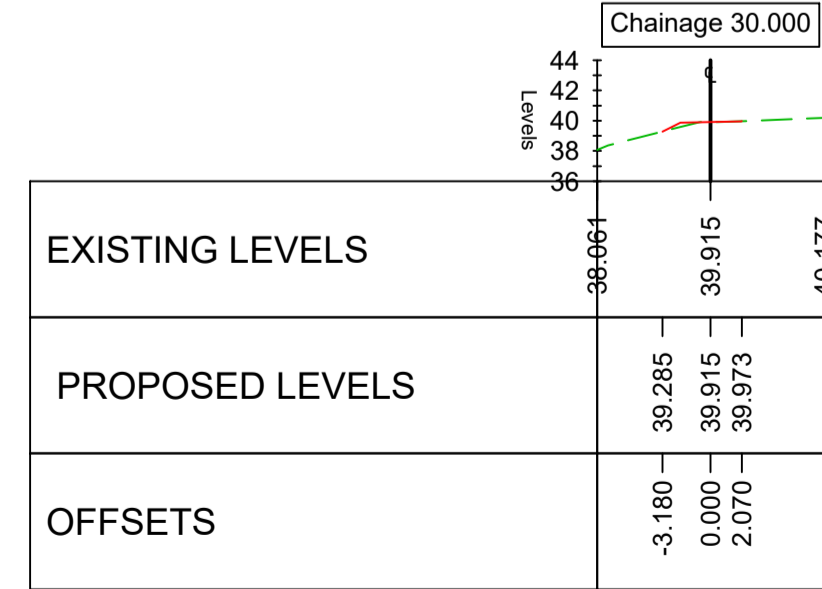 Chainage 30.000
44
42
40
38
36
Levels
℄
EXISTING LEVELS
38.061
39.915
PROPOSED LEVELS
39.285
39.915
39.973
OFFSETS
-3.180
0.000
2.070